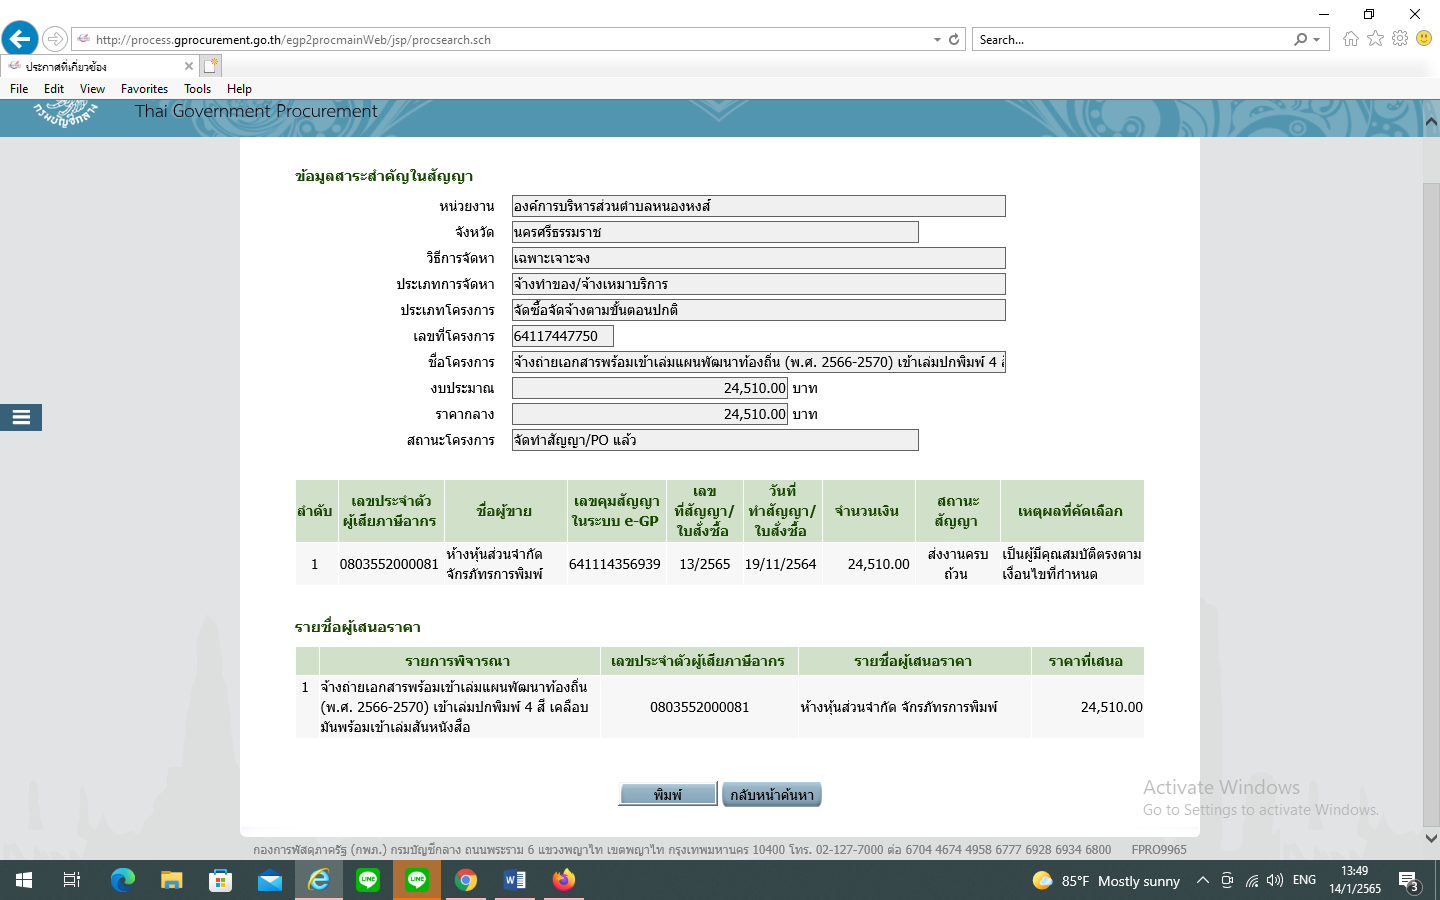 http://process.gprocurement.go.th/egp2procmainWeb/jsp/procsearch.sch
Search...
ประกาศที่เกี่ยวข้อง
File Edit View Favorites Tools Help
กรมบัญชีกลาง
Thai Government Procurement
ข้อมูลสาระสำคัญในสัญญา
หน่วยงาน องค์การบริหารส่วนตำบลหนองหงส์
จังหวัด นครศรีธรรมราช
วิธีการจัดหา เฉพาะเจาะจง
ประเภทการจัดหา จ้างทำของ/จ้างเหมาบริการ
ประเภทโครงการ จัดซื้อจัดจ้างตามขั้นตอนปกติ
เลขที่โครงการ 64117447750
ชื่อโครงการ จ้างถ่ายเอกสารพร้อมเข้าเล่มแผนพัฒนาท้องถิ่น (พ.ศ. 2566-2570) เข้าเล่มปกพิมพ์ 4
งบประมาณ 24,510.00 บาท
ราคากลาง 24,510.00 บาท
สถานะโครงการ จัดทำสัญญา/PO แล้ว
ลำดับ เลขประจำตัวผู้เสียภาษีอากร ชื่อผู้ขาย เลขคุมสัญญาในระบบ e-GP เลขที่สัญญา/ใบสั่งซื้อ วันที่ทำสัญญา/ใบสั่งซื้อ จำนวนเงิน สถานะสัญญา เหตุผลที่คัดเลือก
1 0803552000081 ห้างหุ้นส่วนจำกัด จักรภัทรการพิมพ์ 641114356939 13/2565 19/11/2564 24,510.00 ส่งงานครบถ้วน เป็นผู้มีคุณสมบัติตรงตามเงื่อนไขที่กำหนด
รายชื่อผู้เสนอราคา
รายการพิจารณา เลขประจำตัวผู้เสียภาษีอากร รายชื่อผู้เสนอราคา ราคาที่เสนอ
1 จ้างถ่ายเอกสารพร้อมเข้าเล่มแผนพัฒนาท้องถิ่น
(พ.ศ. 2566-2570) เข้าเล่มปกพิมพ์ 4 สี เคลือบ 0803552000081 ห้างหุ้นส่วนจำกัด จักรภัทรการพิมพ์ 24,510.00
มันพร้อมเข้าเล่มสันหนังสือ
พิมพ์ กลับหน้าค้นหา
Activate Windows
Go to Settings to activate Windows.
กองการพัสดุภาครัฐ (กพภ.) กรมบัญชีกลาง ถนนพระราม 6 แขวงพญาไท เขตพญาไท กรุงเทพมหานคร 10400 โทร. 02-127-7000 ต่อ 6704 4674 4958 6777 6928 6934 6800 FPRO9965
85°F Mostly sunny ENG 13:49
14/1/2565 3